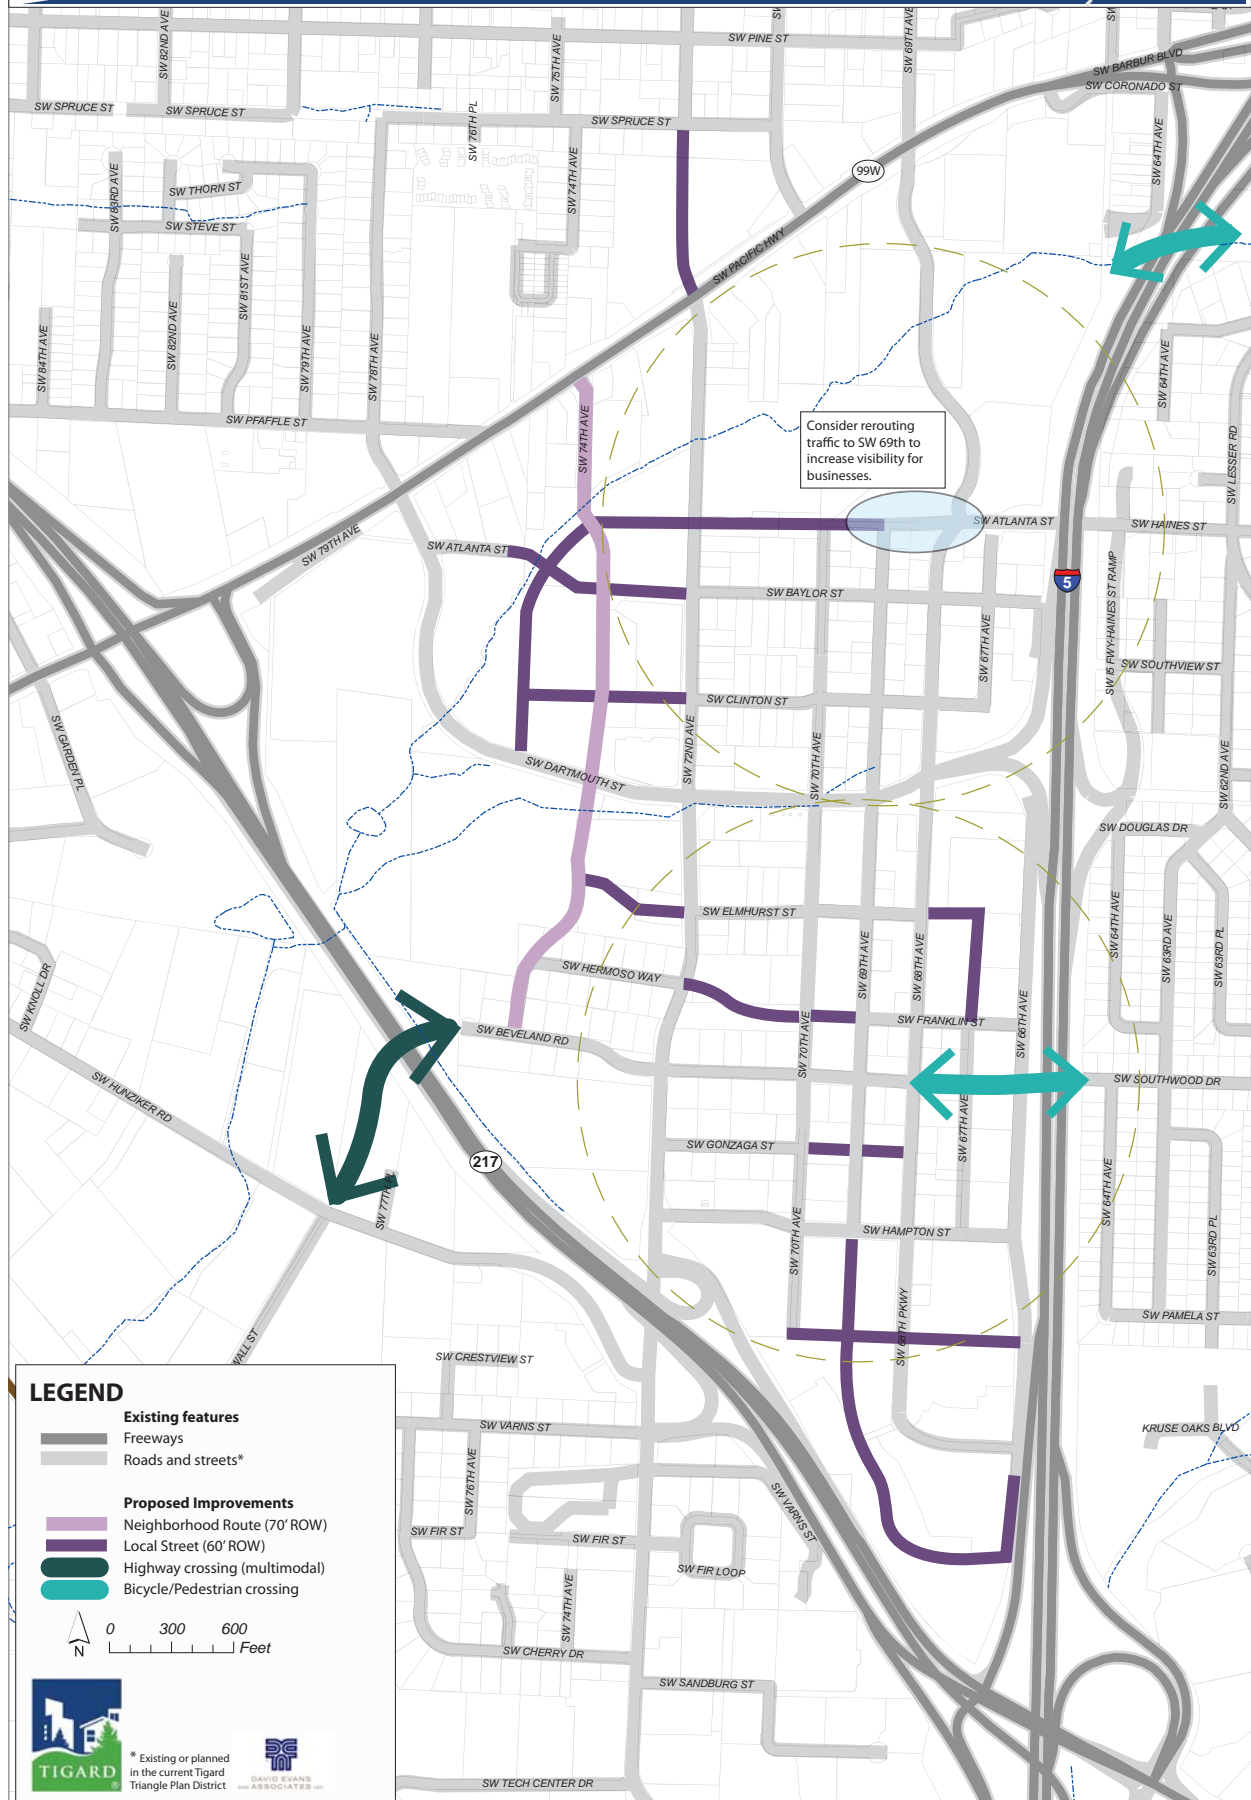 SW PINE ST
SW 82ND AVE
SW 75TH AVE
SW 69TH AVE
SW
SW
SW BARBUR BLVD
SW CORONADO ST
SW SPRUCE ST
SW SPRUCE ST
SW 76TH PL
SW SPRUCE ST
SW 64TH AVE
SW 83RD AVE
SW THORN ST
SW STEVE ST
SW 74TH AVE
99W
SW PACIFIC HWY
SW 84TH AVE
SW 82ND AVE
SW 81ST AVE
SW 79TH AVE
SW 78TH AVE
SW 64TH AVE
SW PFAFFLE ST
SW 74TH AVE
Consider rerouting
traffic to SW 69th to
increase visibility for
businesses.
SW LESSER RD
SW ATLANTA ST
SW HAINES ST
SW 79TH AVE
SW ATLANTA ST
5
SW BAYLOR ST
SW I5 FWY-HAINES ST RAMP
SW 67TH AVE
SW SOUTHVIEW ST
SW CLINTON ST
SW GARDEN PL
SW 72ND AVE
SW 70TH AVE
SW DARTMOUTH ST
SW 62ND AVE
SW DOUGLAS DR
SW ELMHURST ST
SW 64TH AVE
SW 63RD AVE
SW 63RD PL
SW KNOLL DR
SW HERMOSO WAY
SW 69TH AVE
SW 68TH AVE
SW 66TH AVE
SW FRANKLIN ST
SW BEVELAND RD
SW 70TH AVE
SW HUNZIKER RD
SW SOUTHWOOD DR
SW 67TH AVE
SW GONZAGA ST
217
SW 77TH PL
SW 64TH AVE
SW 63RD PL
SW 70TH AVE
SW HAMPTON ST
SW PAMELA ST
SW 68TH PKWY
WALL ST
SW CRESTVIEW ST
SW VARNS ST
KRUSE OAKS BLVD
SW 76TH AVE
SW VARNS ST
SW FIR ST
SW FIR ST
SW FIR LOOP
SW 74TH AVE
SW CHERRY DR
SW SANDBURG ST
SW TECH CENTER DR
LEGEND
Existing features
Freeways
Roads and streets*
Proposed Improvements
Neighborhood Route (70' ROW)
Local Street (60' ROW)
Highway crossing (multimodal)
Bicycle/Pedestrian crossing
N
0 300 600
Feet
TIGARD
* Existing or planned
in the current Tigard
Triangle Plan District
DAVID EVANS
AND ASSOCIATES INC.